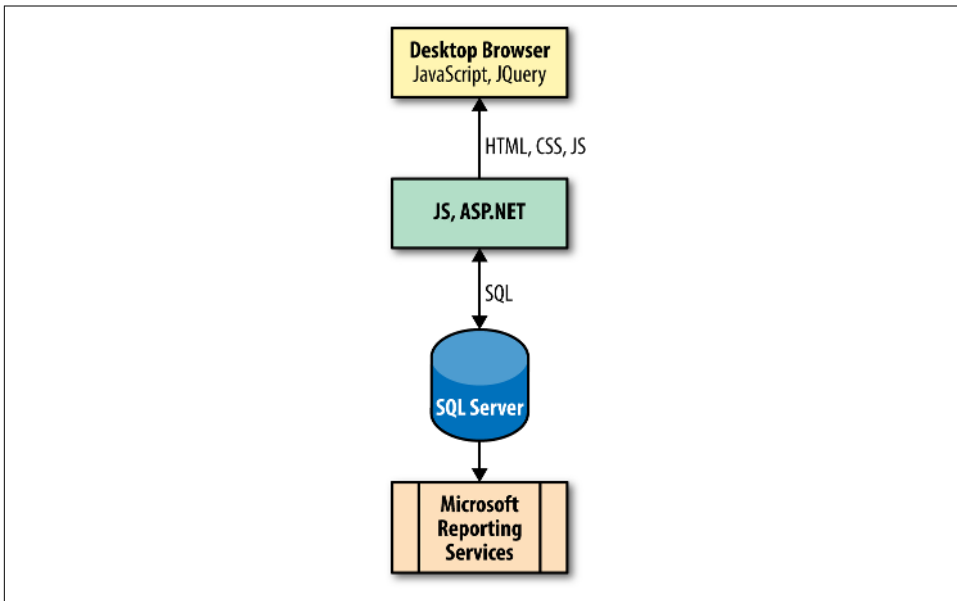 Desktop Browser
JavaScript, JQuery
HTML, CSS, JS
JS, ASP.NET
SQL
SQL Server
Microsoft
Reporting
Services